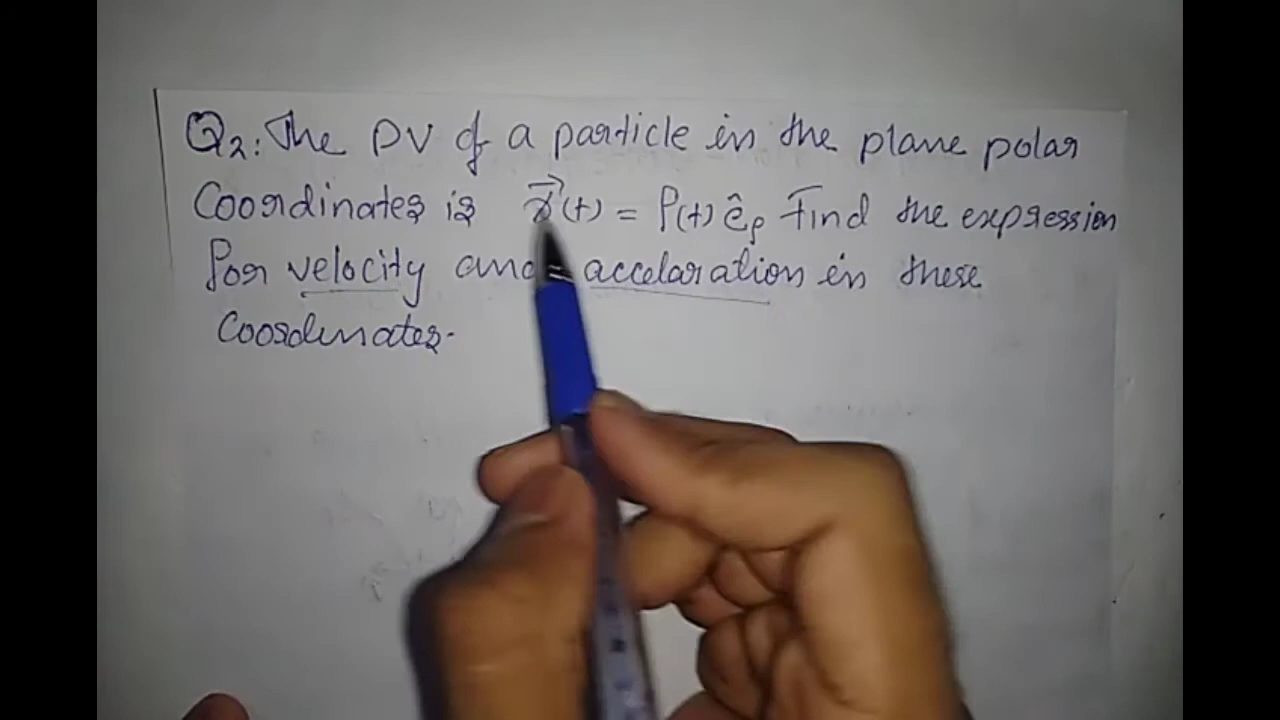 Q2: The PV of a particle in the plane polar
Coordinates is r⃗(t) = ρ(t) ê_ρ Find the expression
for velocity and accelaration in these
Coordinates.